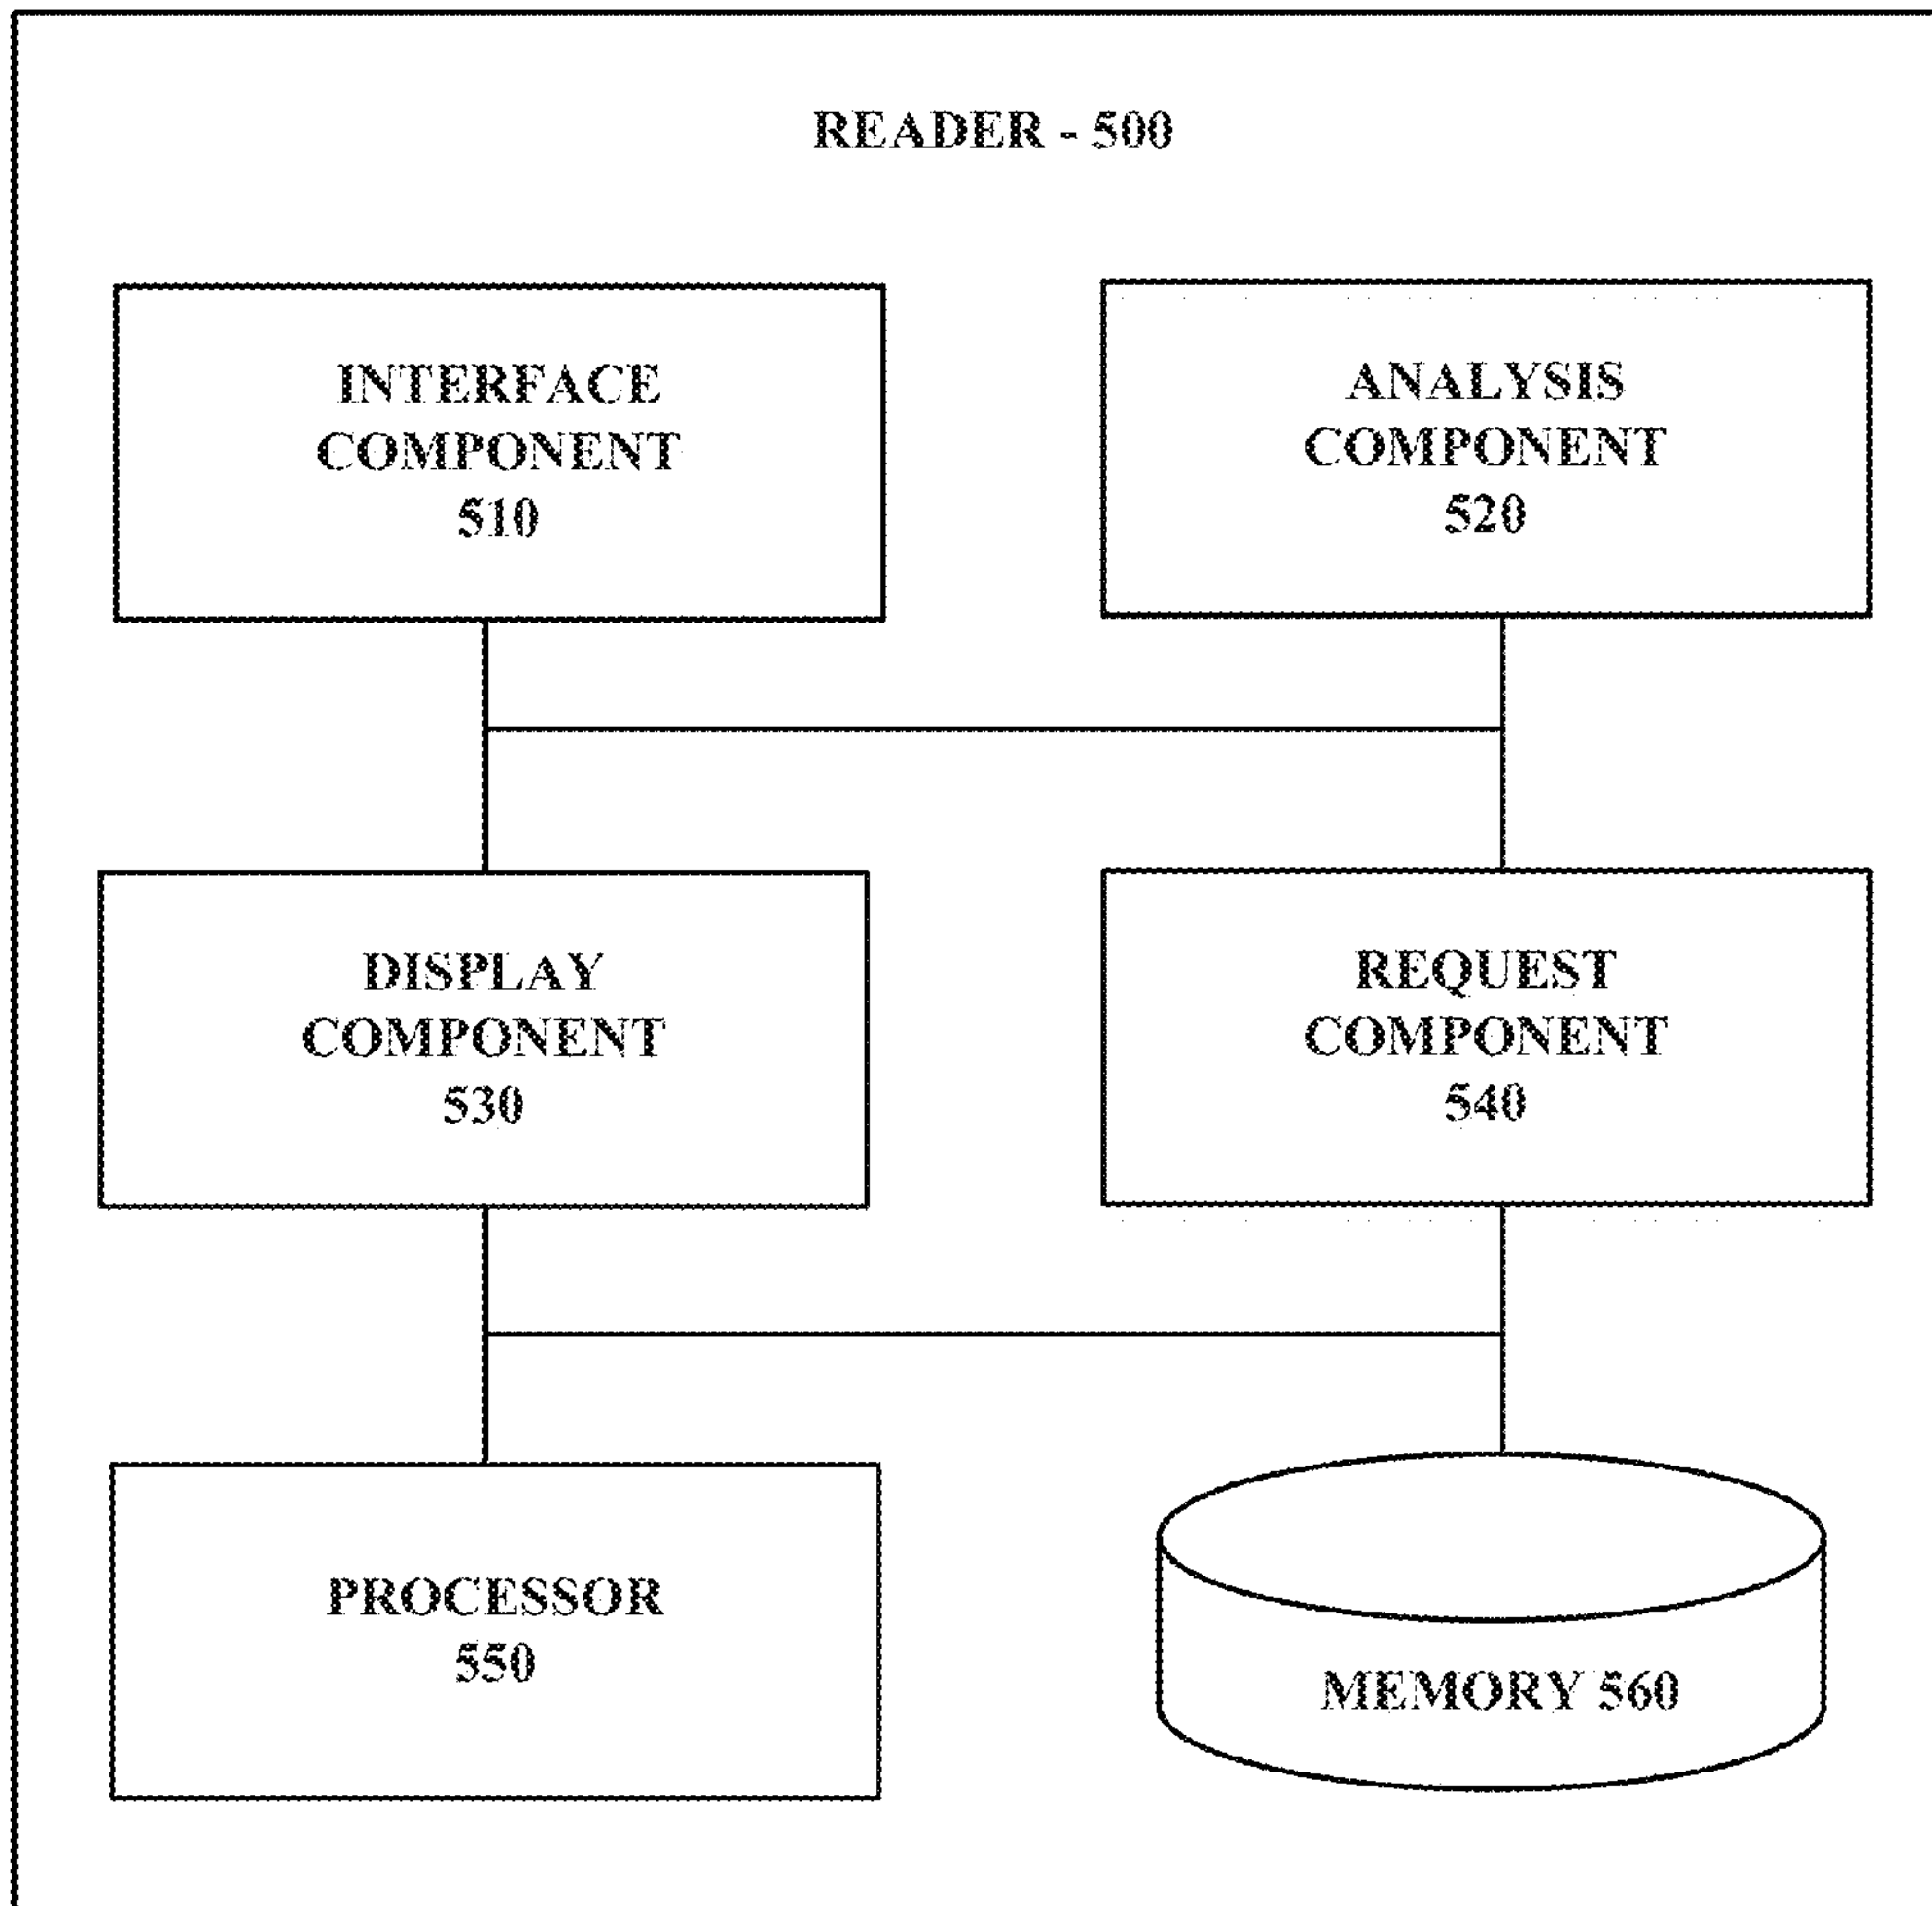 READER - 500
INTERFACE
COMPONENT
510
ANALYSIS
COMPONENT
520
DISPLAY
COMPONENT
530
REQUEST
COMPONENT
540
PROCESSOR
550
MEMORY 560